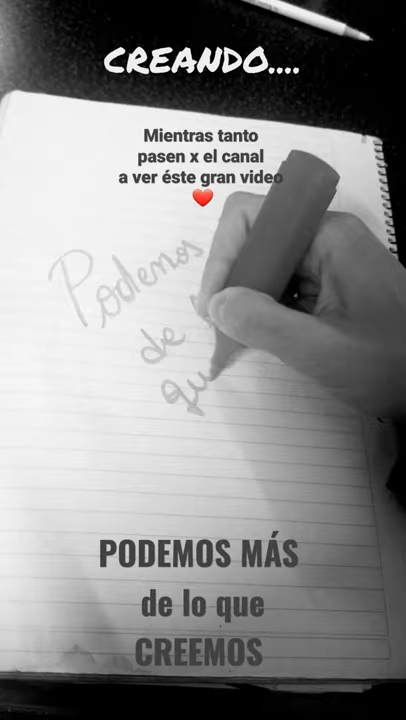 CREANDO....
Mientras tanto
pasen x el canal
a ver éste gran video
Podemos
de
qu
PODEMOS MÁS
de lo que
CREEMOS